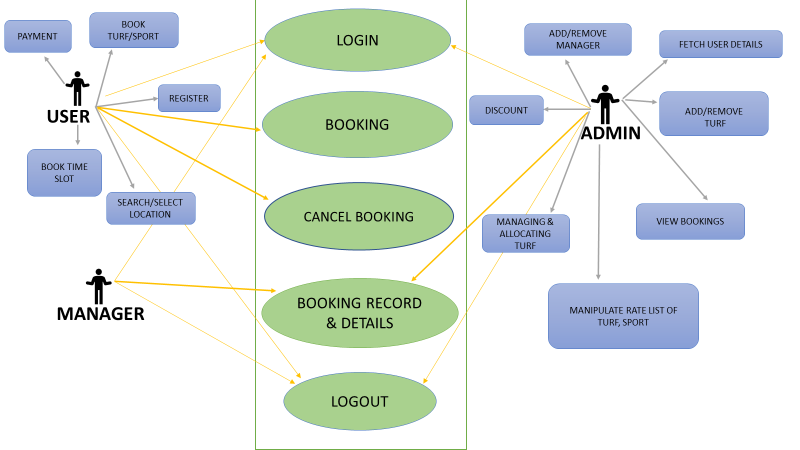 PAYMENT
BOOK
TURF/SPORT
USER
REGISTER
BOOK TIME
SLOT
SEARCH/SELECT
LOCATION
MANAGER
LOGIN
BOOKING
CANCEL BOOKING
BOOKING RECORD
& DETAILS
LOGOUT
ADD/REMOVE
MANAGER
FETCH USER DETAILS
DISCOUNT
ADMIN
ADD/REMOVE
TURF
MANAGING &
ALLOCATING
TURF
VIEW BOOKINGS
MANIPULATE RATE LIST OF
TURF, SPORT